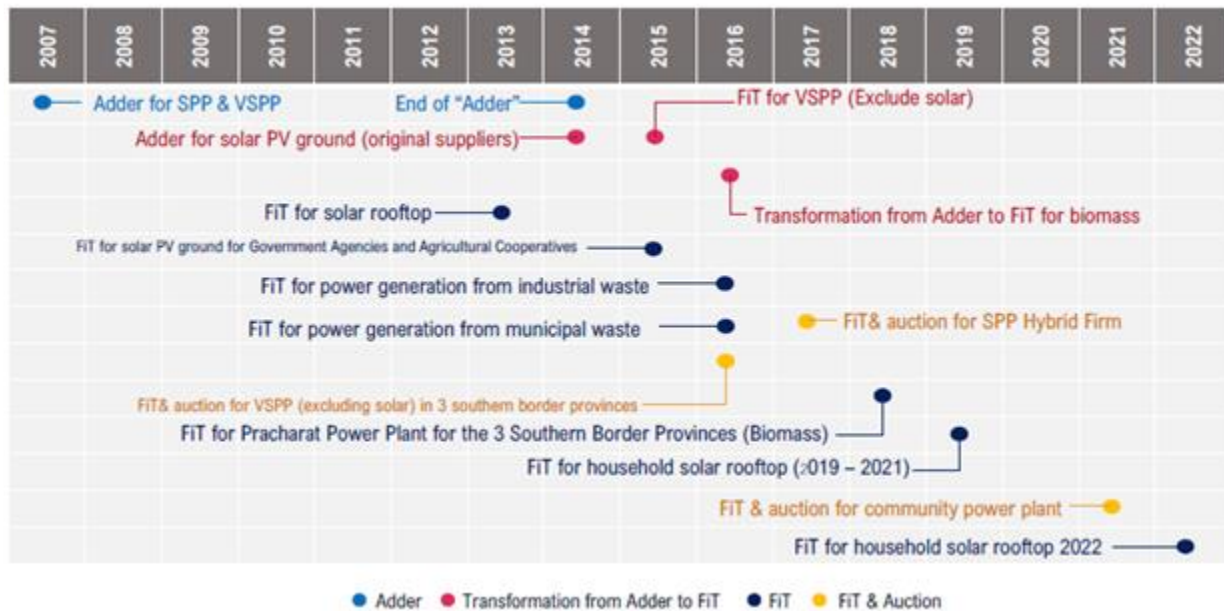 2007 2008 2009 2010 2011 2012 2013 2014 2015 2016 2017 2018 2019 2020 2021 2022
Adder for SPP & VSPP
End of “Adder”
FiT for VSPP (Exclude solar)
Adder for solar PV ground (original suppliers)
FiT for solar rooftop
Transformation from Adder to FiT for biomass
FiT for solar PV ground for Government Agencies and Agricultural Cooperatives
FiT for power generation from industrial waste
FiT for power generation from municipal waste
FiT& auction for SPP Hybrid Firm
FiT& auction for VSPP (excluding solar) in 3 southern border provinces
FiT for Pracharat Power Plant for the 3 Southern Border Provinces (Biomass)
FiT for household solar rooftop (2019 – 2021)
FiT & auction for community power plant
FiT for household solar rooftop 2022
Adder Transformation from Adder to FiT FiT FiT & Auction